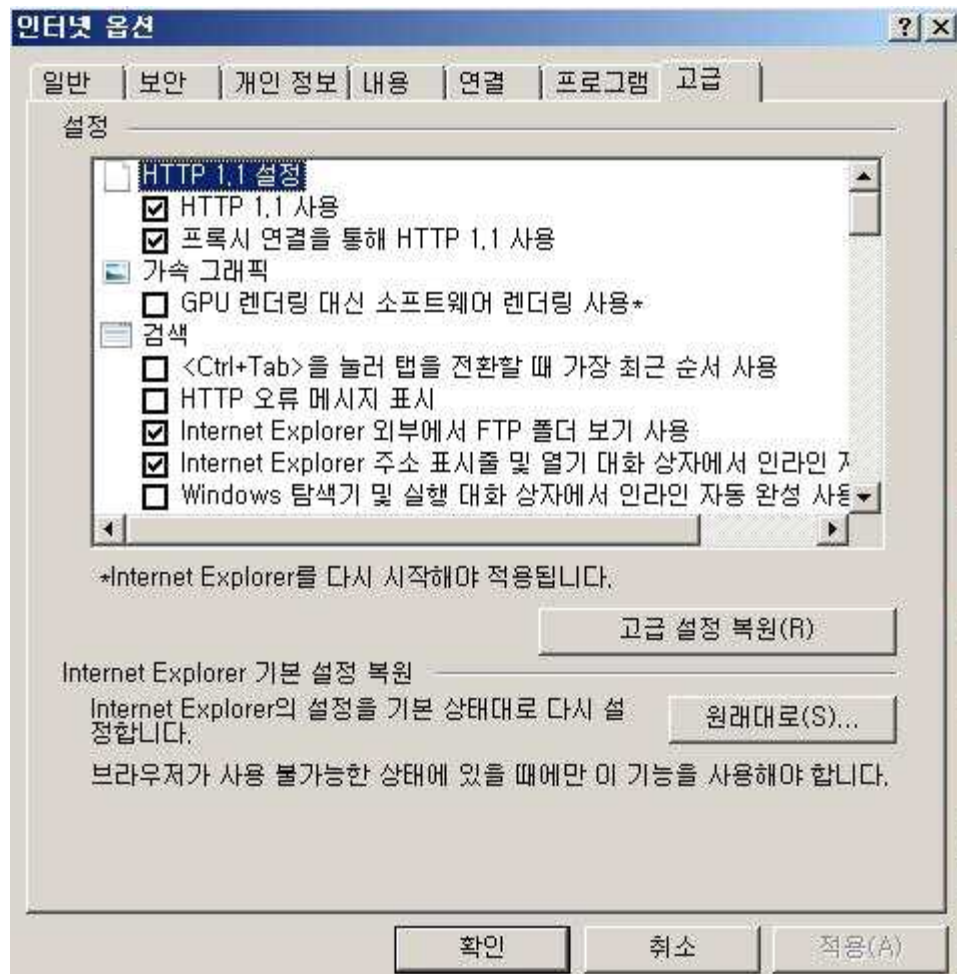 인터넷 옵션
일반 보안 개인 정보 내용 연결 프로그램 고급
설정
HTTP 1.1 설정
HTTP 1.1 사용
프록시 연결을 통해 HTTP 1.1 사용
가속 그래픽
GPU 렌더링 대신 소프트웨어 렌더링 사용*
검색
<Ctrl+Tab>을 눌러 탭을 전환할 때 가장 최근 순서 사용
HTTP 오류 메시지 표시
Internet Explorer 외부에서 FTP 폴더 보기 사용
Internet Explorer 주소 표시줄 및 열기 대화 상자에서 인라인
Windows 탐색기 및 실행 대화 상자에서 인라인 자동 완성
*Internet Explorer를 다시 시작해야 적용됩니다.
고급 설정 복원(R)
Internet Explorer 기본 설정 복원
Internet Explorer의 설정을 기본 상태대로 다시 설
정합니다.
원래대로(S)...
브라우저가 사용 불가능한 상태에 있을 때에만 이 기능을 사용해야 합니다.
확인 취소 적용(A)